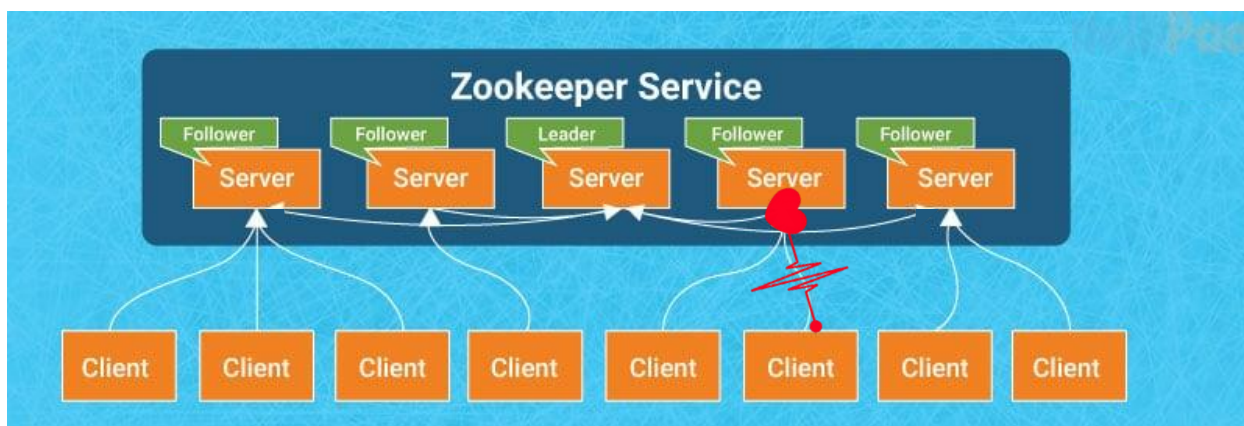 Zookeeper Service
Follower Follower Leader Follower Follower
Server Server Server Server Server
Client Client Client Client Client Client Client Client